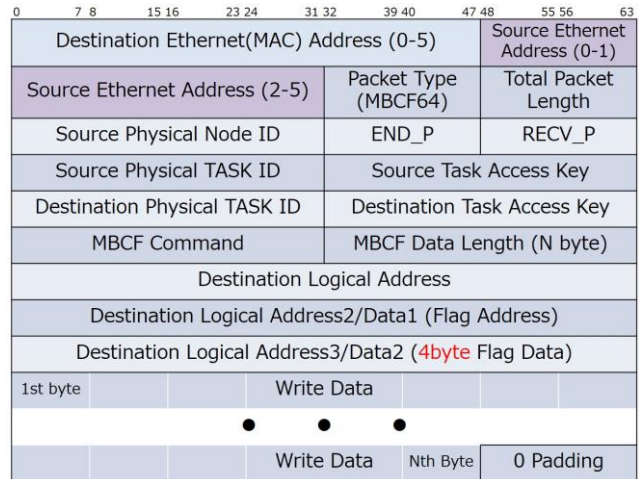 0 7 8 15 16 23 24 31 32 39 40 47 48 55 56 63
Destination Ethernet(MAC) Address (0-5)
Source Ethernet
Address (0-1)
Source Ethernet Address (2-5)
Packet Type
(MBCF64)
Total Packet
Length
Source Physical Node ID
END_P
RECV_P
Source Physical TASK ID
Source Task Access Key
Destination Physical TASK ID
Destination Task Access Key
MBCF Command
MBCF Data Length (N byte)
Destination Logical Address
Destination Logical Address2/Data1 (Flag Address)
Destination Logical Address3/Data2 (4byte Flag Data)
1st byte
Write Data
Write Data
Nth Byte
0 Padding